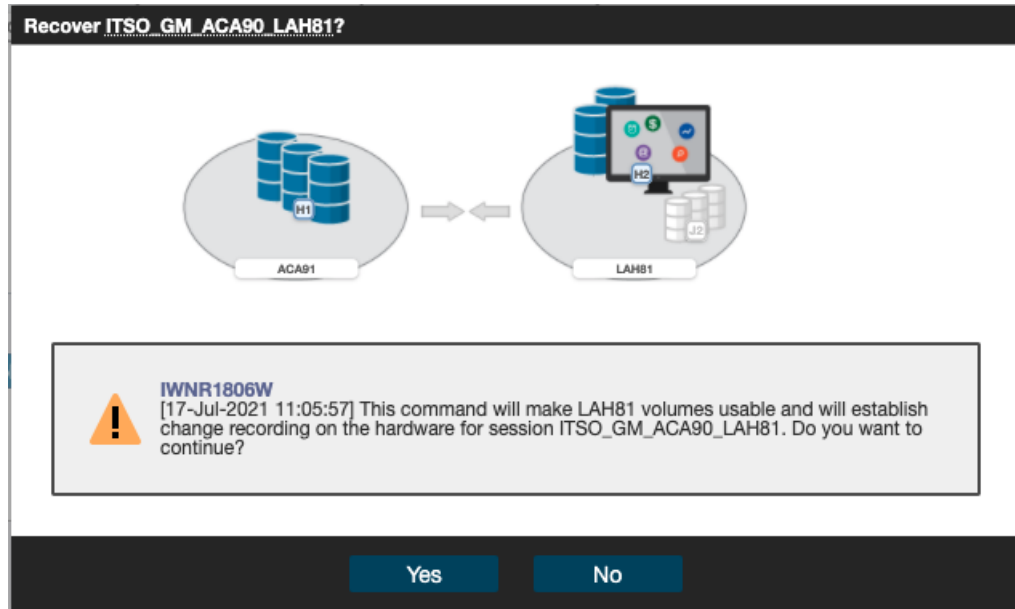 Recover ITSO_GM_ACA90_LAH81?
H1
H2
J2
ACA91
LAH81
IWNR1806W
[17-Jul-2021 11:05:57] This command will make LAH81 volumes usable and will establish
change recording on the hardware for session ITSO_GM_ACA90_LAH81. Do you want to
continue?
Yes
No